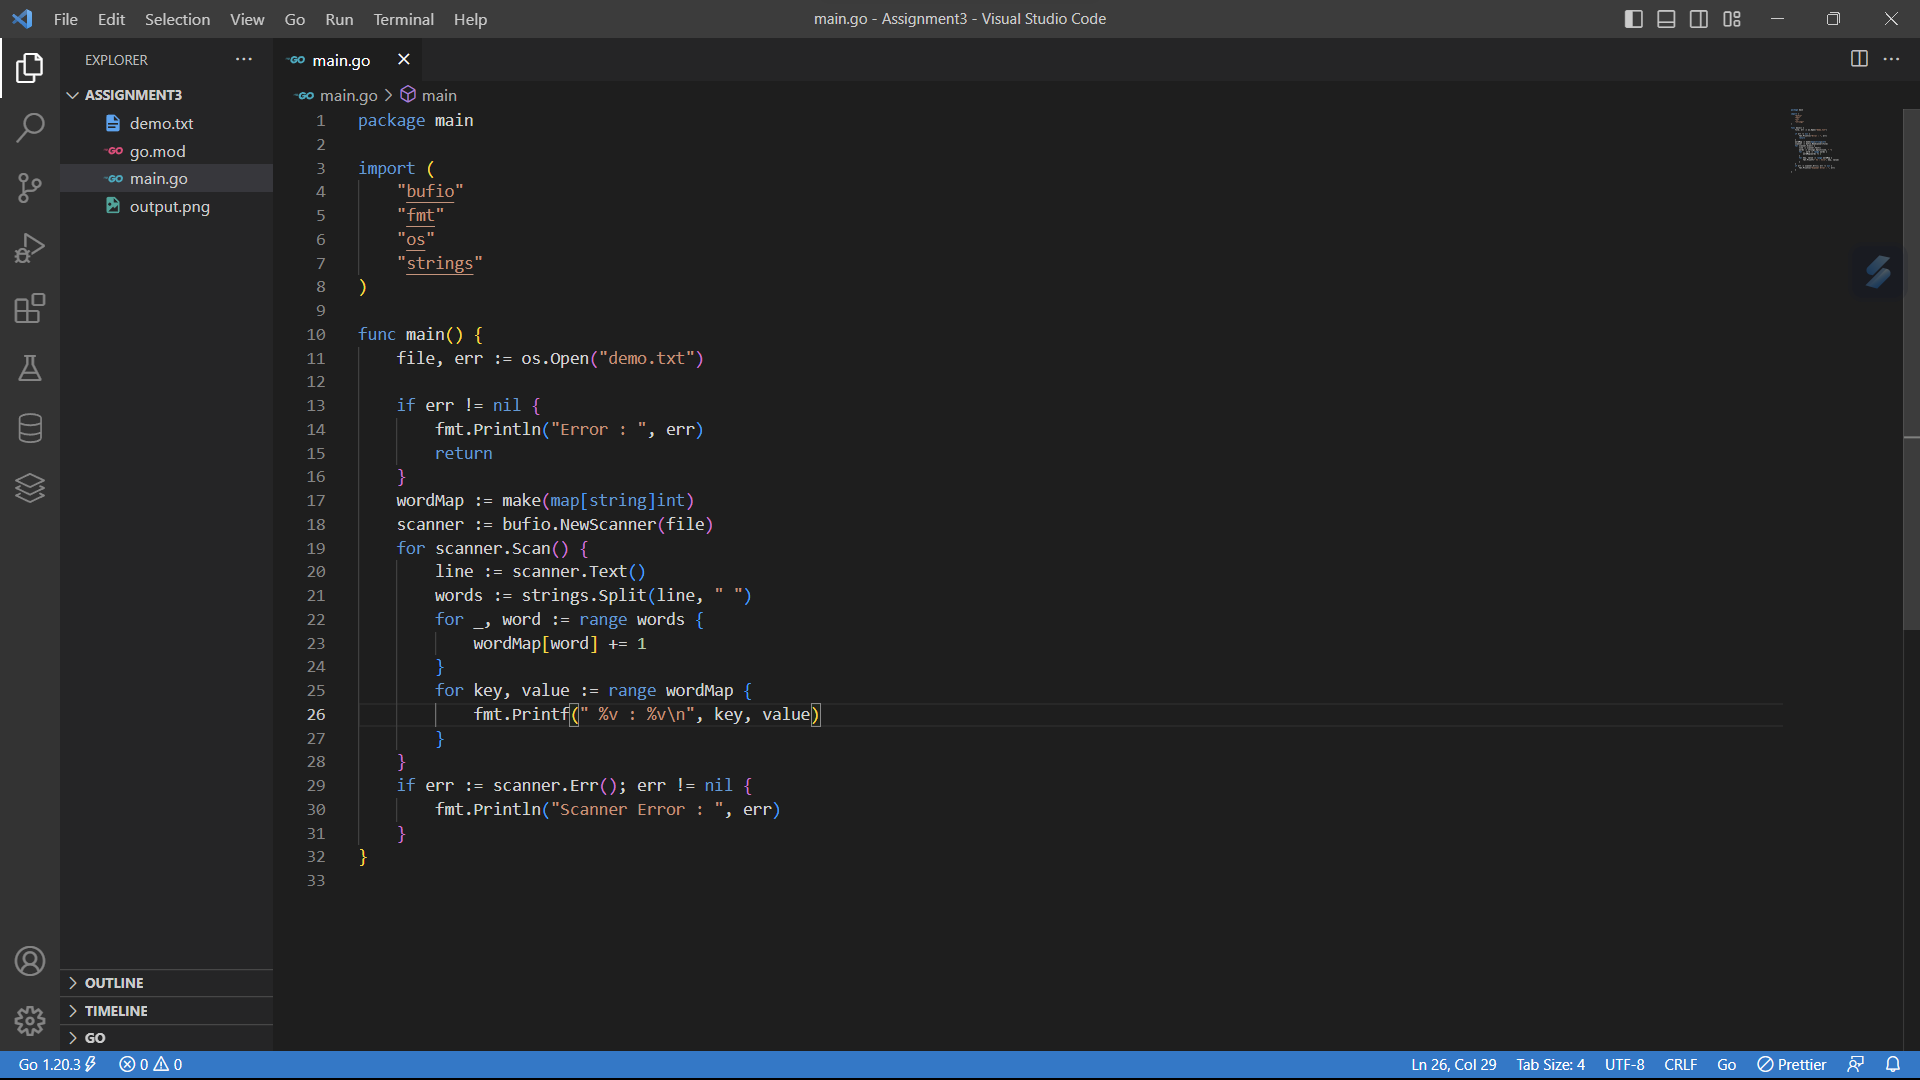 File Edit Selection View Go Run Terminal Help
main.go - Assignment3 - Visual Studio Code
EXPLORER
ASSIGNMENT3
demo.txt
go.mod
main.go
output.png
OUTLINE
TIMELINE
GO
main.go
main.go > main
1 package main
2
3 import (
4 "bufio"
5 "fmt"
6 "os"
7 "strings"
8 )
9
10 func main() {
11 file, err := os.Open("demo.txt")
12
13 if err != nil {
14 fmt.Println("Error : ", err)
15 return
16 }
17 wordMap := make(map[string]int)
18 scanner := bufio.NewScanner(file)
19 for scanner.Scan() {
20 line := scanner.Text()
21 words := strings.Split(line, " ")
22 for _, word := range words {
23 wordMap[word] += 1
24 }
25 for key, value := range wordMap {
26 fmt.Printf(" %v : %v\n", key, value)
27 }
28 }
29 if err := scanner.Err(); err != nil {
30 fmt.Println("Scanner Error : ", err)
31 }
32 }
33
Go 1.20.3 0 0 Ln 26, Col 29 Tab Size: 4 UTF-8 CRLF Go Prettier